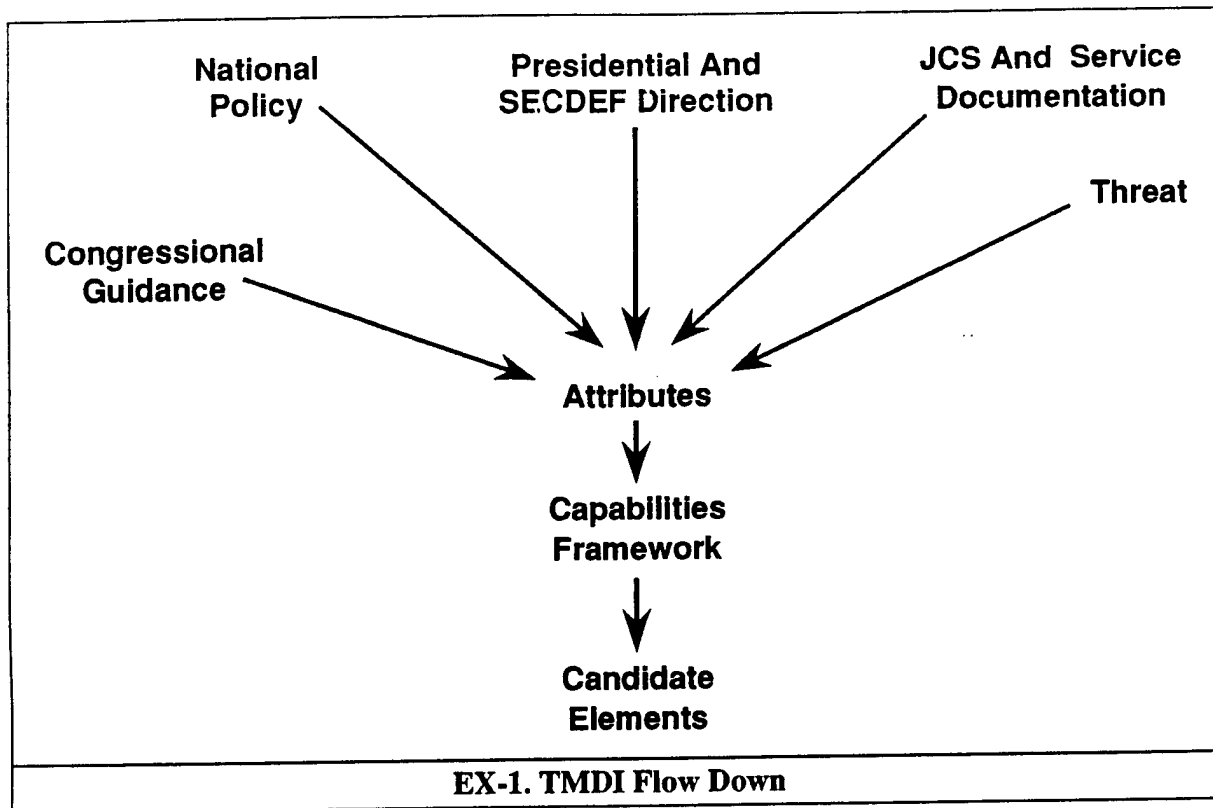 National
Policy
Presidential And
SECDEF Direction
JCS And Service
Documentation
Threat
Congressional
Guidance
Attributes
Capabilities
Framework
Candidate
Elements
EX-1. TMDI Flow Down